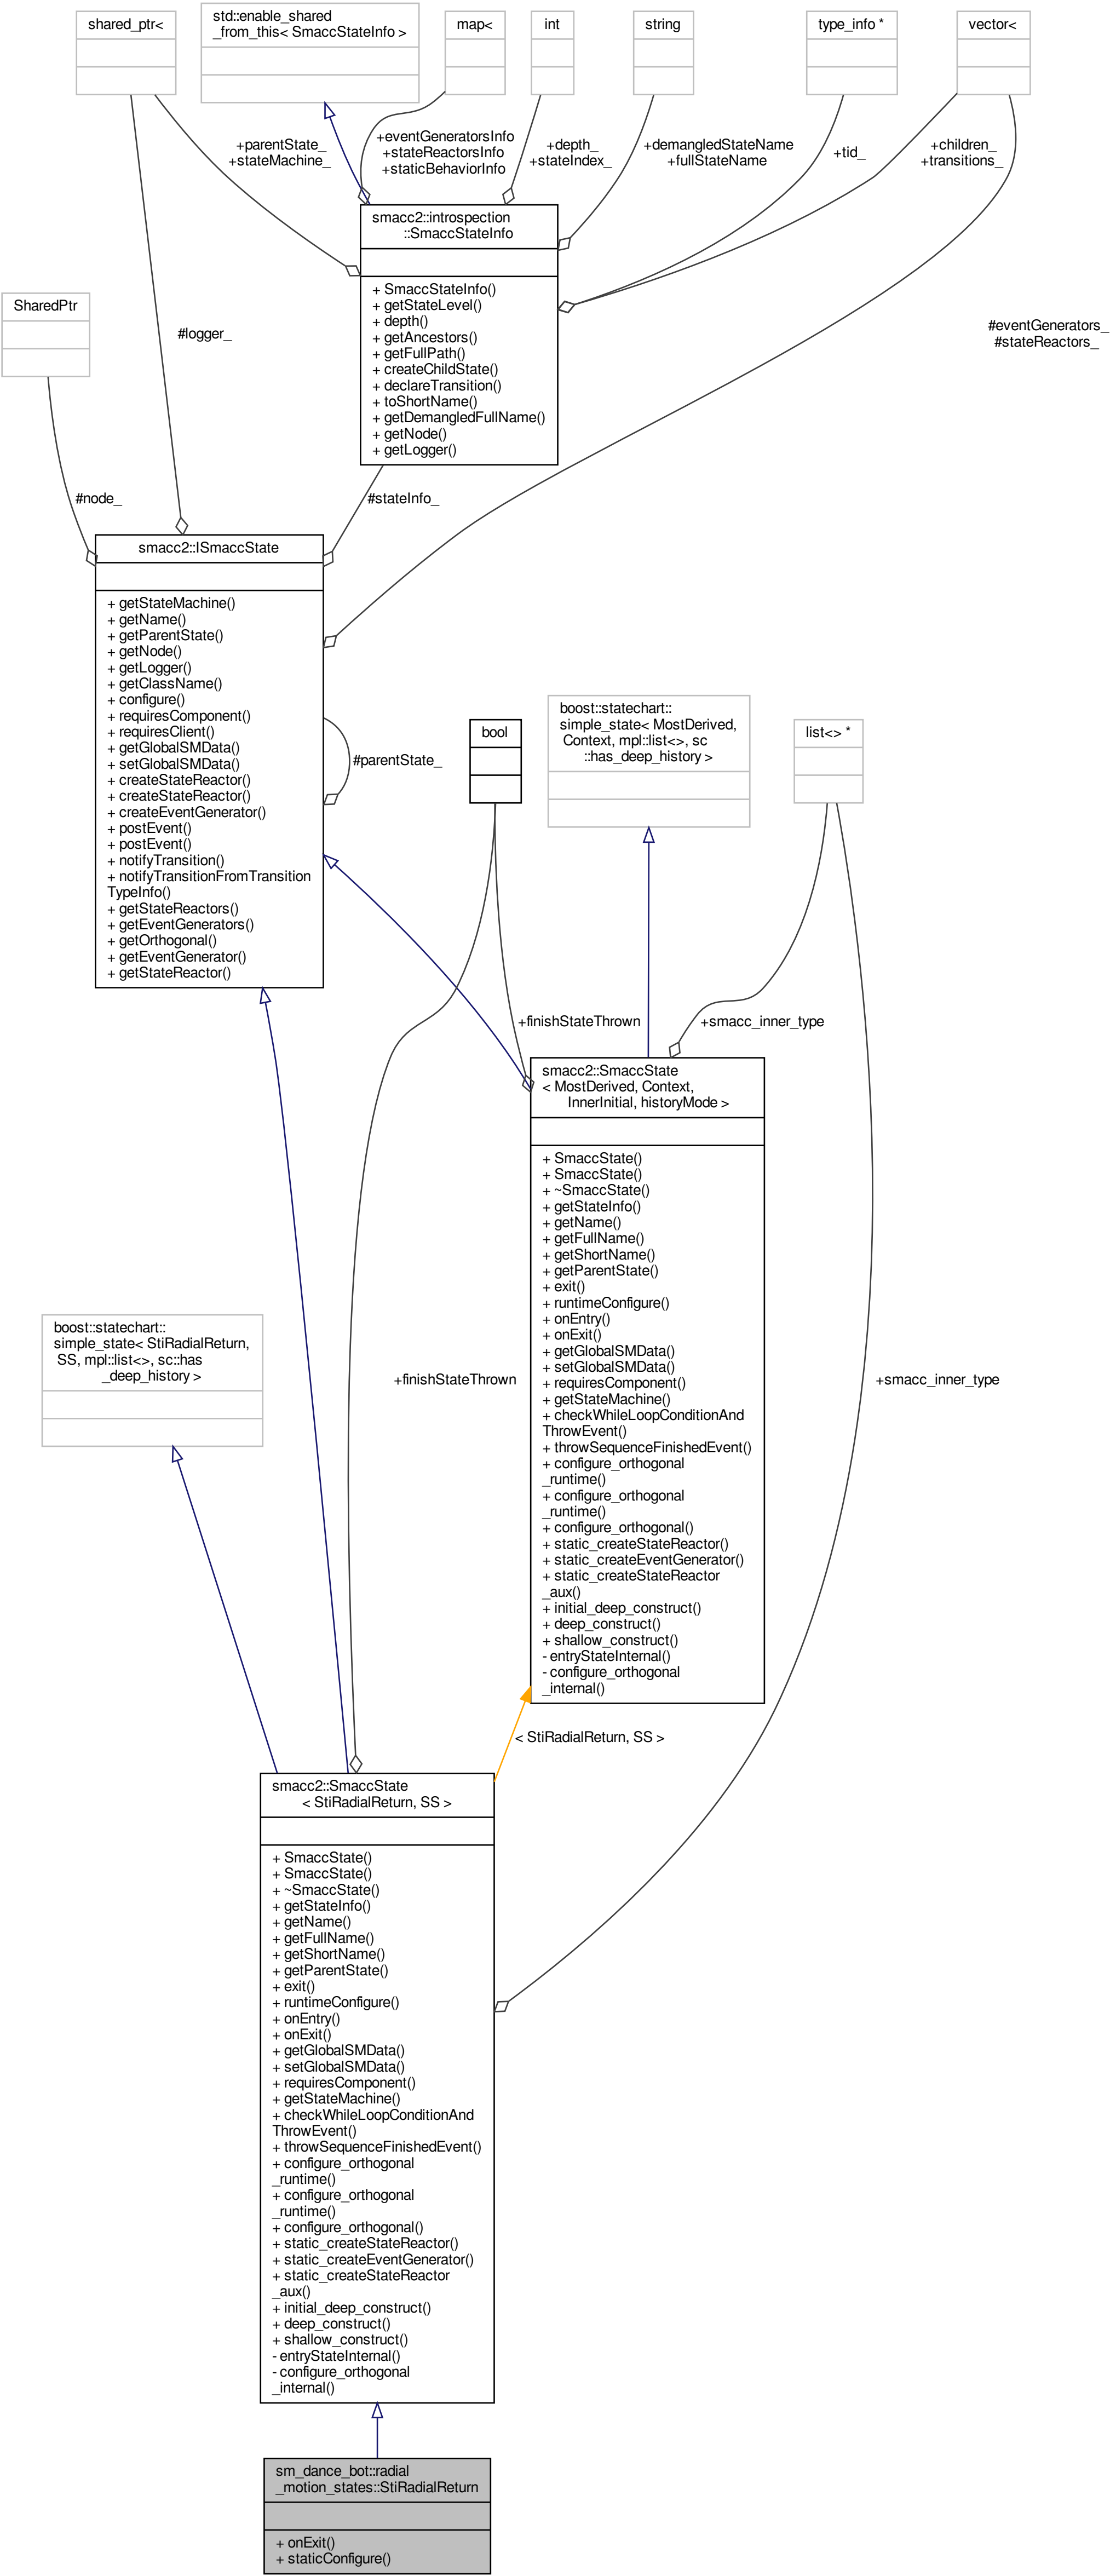 shared_ptr<
std::enable_shared
_from_this< SmaccStateInfo >
map<
int
string
type_info *
vector<
+parentState_
+stateMachine_
+eventGeneratorsInfo
+stateReactorsInfo
+staticBehaviorInfo
+depth_
+stateIndex_
+demangledStateName
+fullStateName
+tid_
+children_
+transitions_
smacc2::introspection
::SmaccStateInfo
+ SmaccStateInfo()
+ getStateLevel()
+ depth()
+ getAncestors()
+ getFullPath()
+ createChildState()
+ declareTransition()
+ toShortName()
+ getDemangledFullName()
+ getNode()
+ getLogger()
SharedPtr
#logger_
#eventGenerators_
#stateReactors_
#node_
#stateInfo_
smacc2::ISmaccState
+ getStateMachine()
+ getName()
+ getParentState()
+ getNode()
+ getLogger()
+ getClassName()
+ configure()
+ requiresComponent()
+ requiresClient()
+ getGlobalSMData()
+ setGlobalSMData()
+ createStateReactor()
+ createStateReactor()
+ createEventGenerator()
+ postEvent()
+ postEvent()
+ notifyTransition()
+ notifyTransitionFromTransition
TypeInfo()
+ getStateReactors()
+ getEventGenerators()
+ getOrthogonal()
+ getEventGenerator()
+ getStateReactor()
#parentState_
bool
boost::statechart::
simple_state< MostDerived,
Context, mpl::list<>, sc
::has_deep_history >
list<> *
+finishStateThrown
+smacc_inner_type
smacc2::SmaccState
< MostDerived, Context,
InnerInitial, historyMode >
+ SmaccState()
+ SmaccState()
+ ~SmaccState()
+ getStateInfo()
+ getName()
+ getFullName()
+ getShortName()
+ getParentState()
+ exit()
+ runtimeConfigure()
+ onEntry()
+ onExit()
+ getGlobalSMData()
+ setGlobalSMData()
+ requiresComponent()
+ getStateMachine()
+ checkWhileLoopConditionAnd
ThrowEvent()
+ throwSequenceFinishedEvent()
+ configure_orthogonal
_runtime()
+ configure_orthogonal
_runtime()
+ configure_orthogonal()
+ static_createStateReactor()
+ static_createEventGenerator()
+ static_createStateReactor
_aux()
+ initial_deep_construct()
+ deep_construct()
+ shallow_construct()
- entryStateInternal()
- configure_orthogonal
_internal()
boost::statechart::
simple_state< StiRadialReturn,
SS, mpl::list<>, sc::has
_deep_history >
+finishStateThrown
+smacc_inner_type
< StiRadialReturn, SS >
smacc2::SmaccState
< StiRadialReturn, SS >
+ SmaccState()
+ SmaccState()
+ ~SmaccState()
+ getStateInfo()
+ getName()
+ getFullName()
+ getShortName()
+ getParentState()
+ exit()
+ runtimeConfigure()
+ onEntry()
+ onExit()
+ getGlobalSMData()
+ setGlobalSMData()
+ requiresComponent()
+ getStateMachine()
+ checkWhileLoopConditionAnd
ThrowEvent()
+ throwSequenceFinishedEvent()
+ configure_orthogonal
_runtime()
+ configure_orthogonal
_runtime()
+ configure_orthogonal()
+ static_createStateReactor()
+ static_createEventGenerator()
+ static_createStateReactor
_aux()
+ initial_deep_construct()
+ deep_construct()
+ shallow_construct()
- entryStateInternal()
- configure_orthogonal
_internal()
sm_dance_bot::radial
_motion_states::StiRadialReturn
+ onExit()
+ staticConfigure()